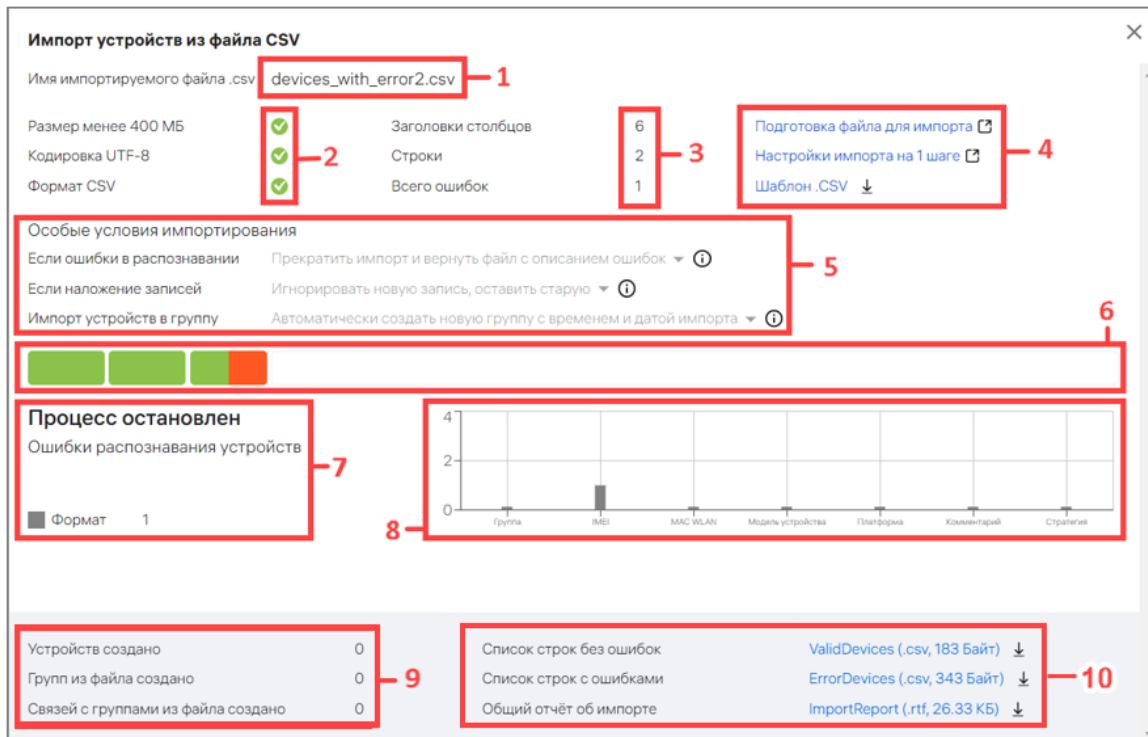 Импорт устройств из файла CSV
Имя импортируемого файла .csv devices_with_error2.csv 1
Размер менее 400 МБ Заголовки столбцов 6 Подготовка файла для импорта
Кодировка UTF-8 2 Строки 2 3 Настройки импорта на 1 шаге 4
Формат CSV Всего ошибок 1 Шаблон .CSV
Особые условия импортирования
Если ошибки в распознавании Прекратить импорт и вернуть файл с описанием ошибок 5
Если наложение записей Игнорировать новую запись, оставить старую
Импорт устройств в группу Автоматически создать новую группу с временем и датой импорта
6
Процесс остановлен
Ошибки распознавания устройств
7
Формат 1
4
2
0
8
Группа IMEI MAC WLAN Модель устройства Платформа Комментарий Стратегия
Устройств создано 0 Список строк без ошибок ValidDevices (.csv, 183 Байт)
Групп из файла создано 0 9 Список строк с ошибками ErrorDevices (.csv, 343 Байт) 10
Связей с группами из файла создано 0 Общий отчёт об импорте ImportReport (.rtf, 26.33 КБ)